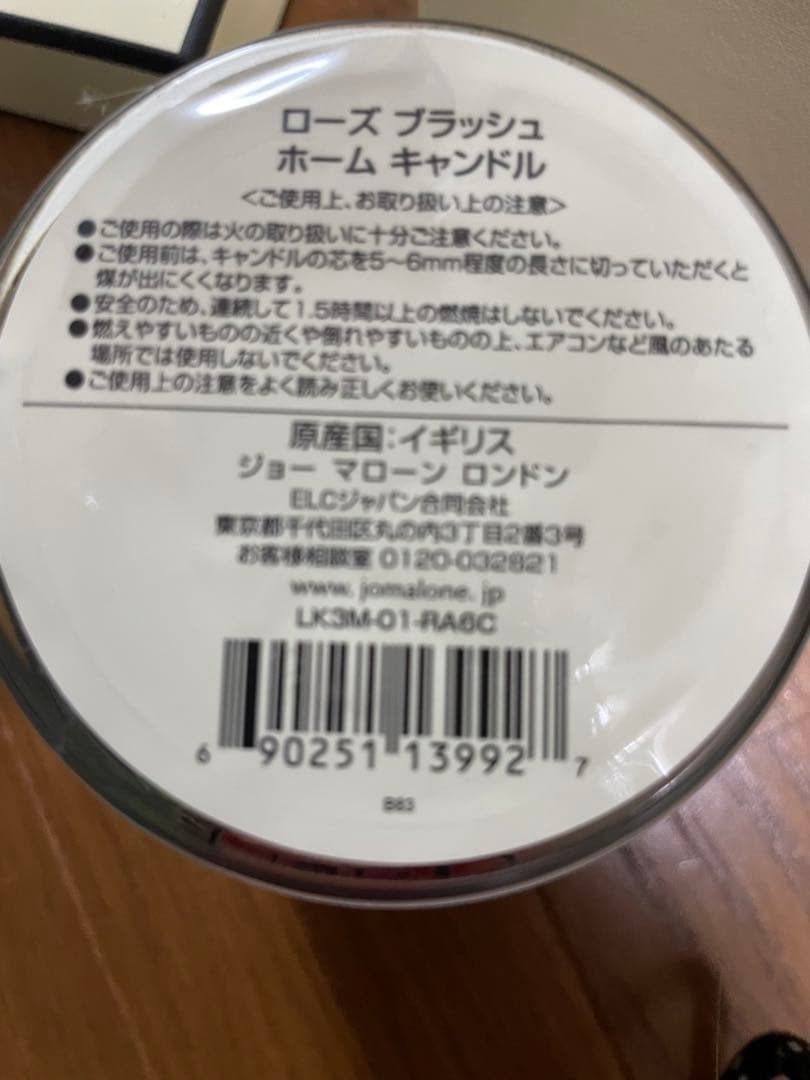 ローズ ブラッシュ
ホーム キャンドル
<ご使用上、お取り扱い上の注意>
●ご使用の際は火の取り扱いに十分ご注意ください。
●ご使用前は、キャンドルの芯を5～6mm程度の長さに切っていただくと
煤が出にくくなります。
●安全のため、連続して1.5時間以上の燃焼はしないでください。
●燃えやすいものの近くや倒れやすいものの上、エアコンなど風のあたる
場所では使用しないでください。
●ご使用上の注意をよく読み正しくお使いください。
原産国:イギリス
ジョー マローン ロンドン
ELCジャパン合同会社
東京都千代田区丸の内3丁目2番3号
お客様相談室 0120-032821
www. jomalone. jp
LK3M-01-RA6C
6 90251 13992 7
B83